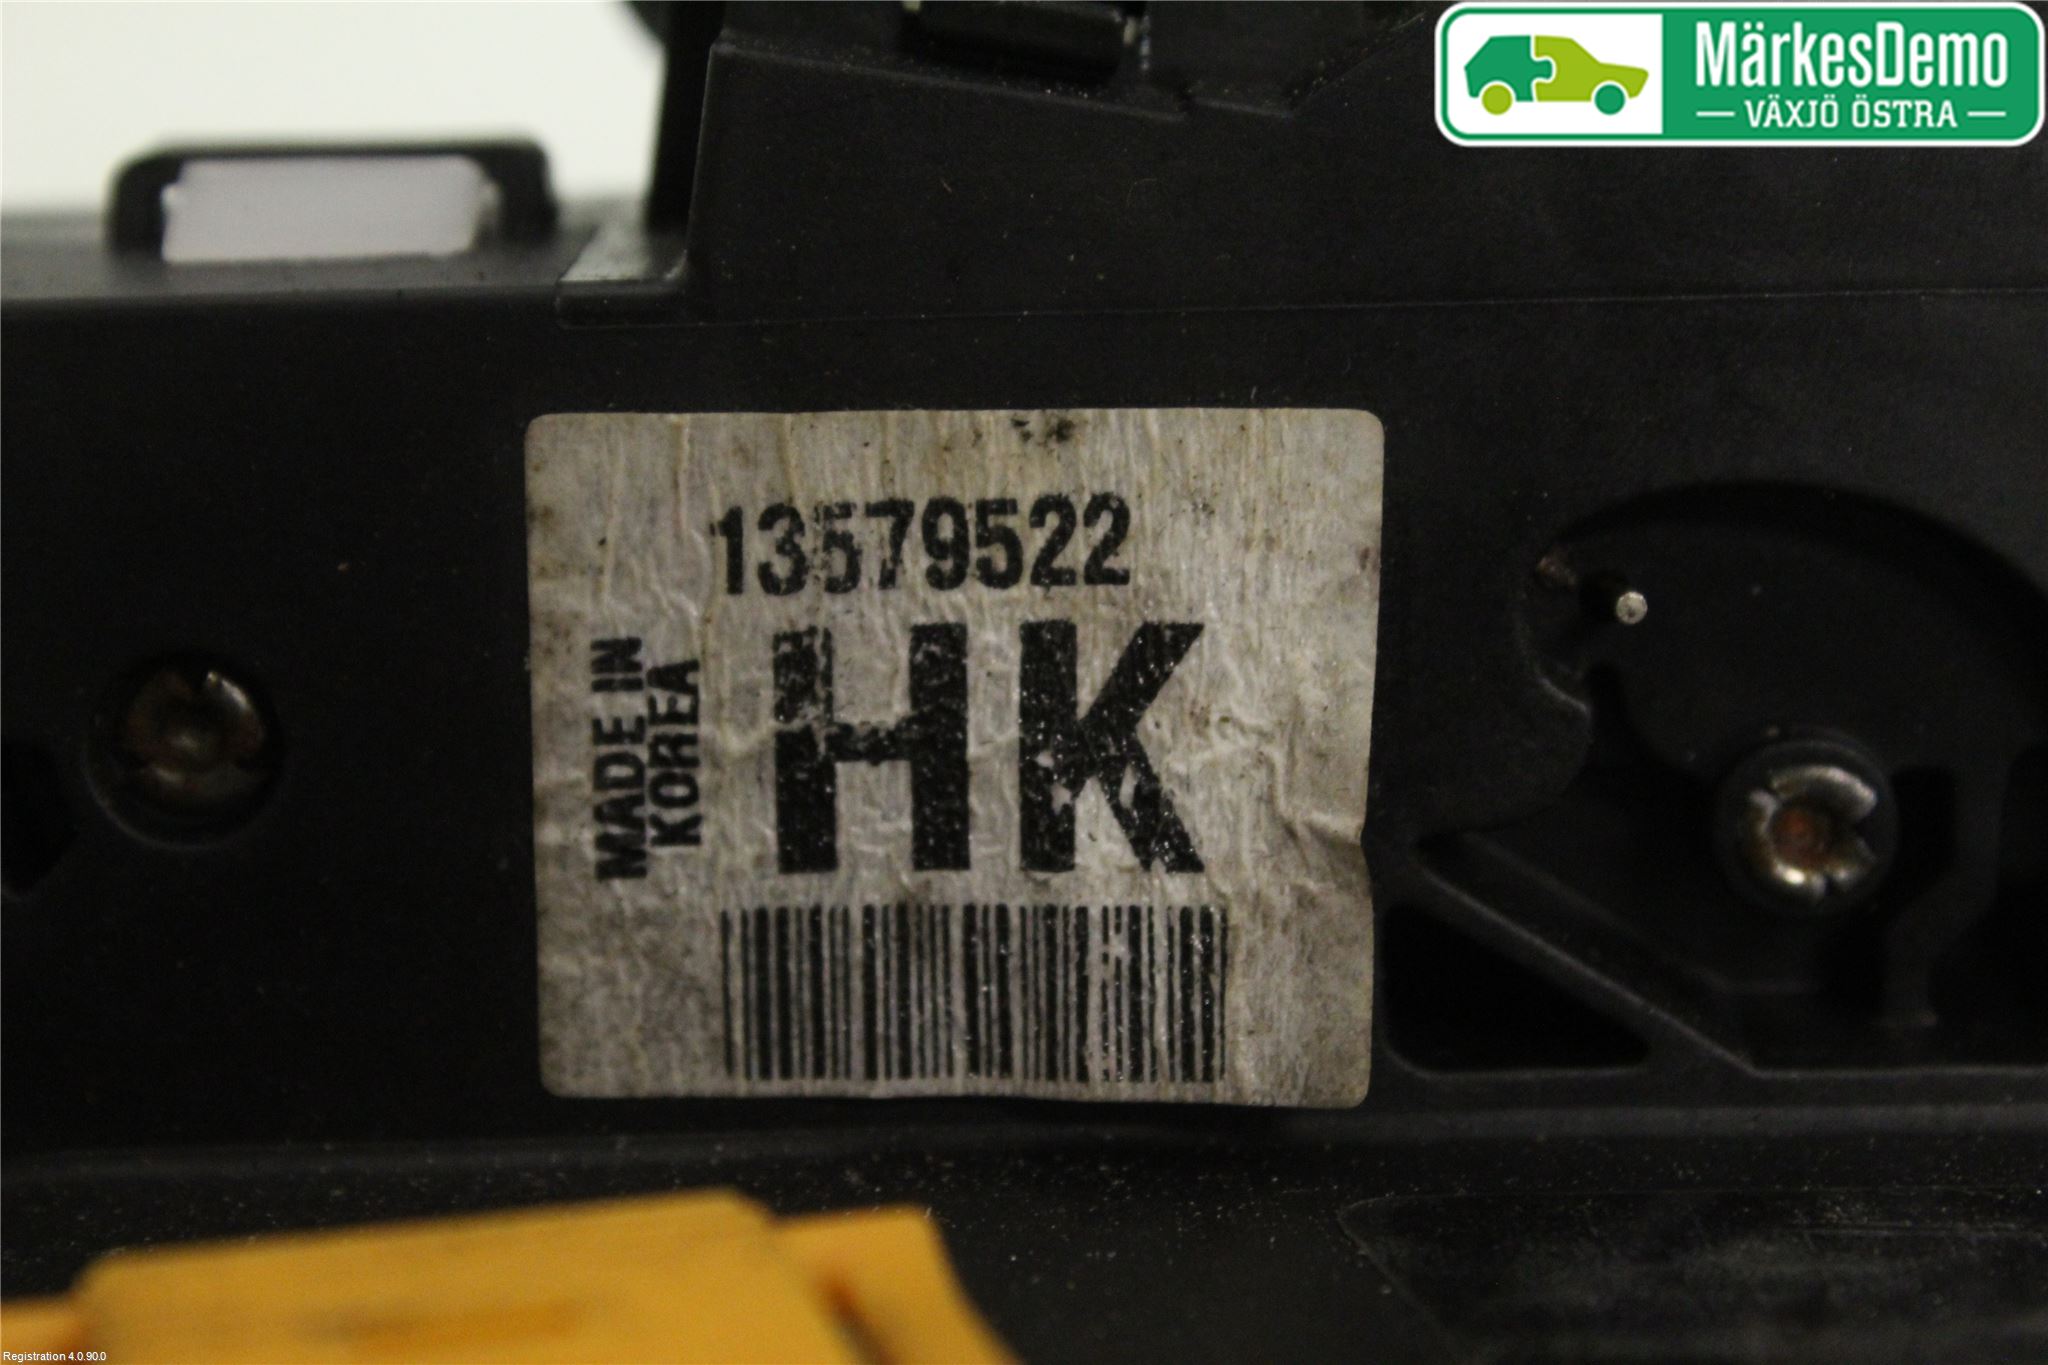 MärkesDemo
— VÄXJÖ ÖSTRA —
13579522
MADE IN
KOREA
HK
Registration 4.0.90.0